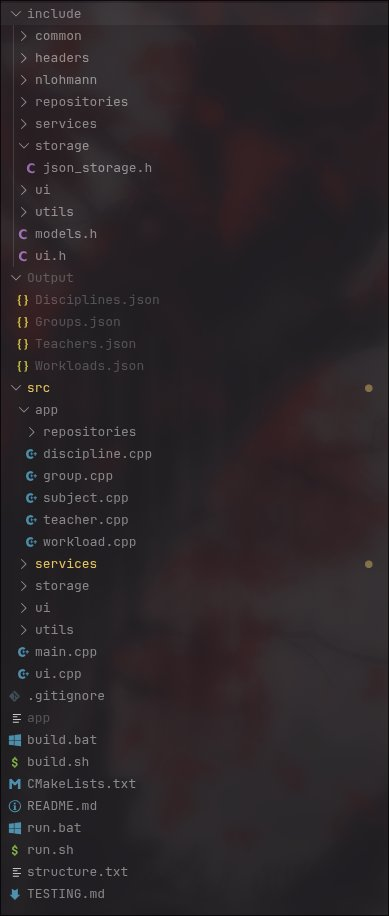 include
common
headers
nlohmann
repositories
services
storage
json_storage.h
ui
utils
models.h
ui.h
Output
Disciplines.json
Groups.json
Teachers.json
Workloads.json
src
app
repositories
discipline.cpp
group.cpp
subject.cpp
teacher.cpp
workload.cpp
services
storage
ui
utils
main.cpp
ui.cpp
.gitignore
app
build.bat
build.sh
CMakeLists.txt
README.md
run.bat
run.sh
structure.txt
TESTING.md